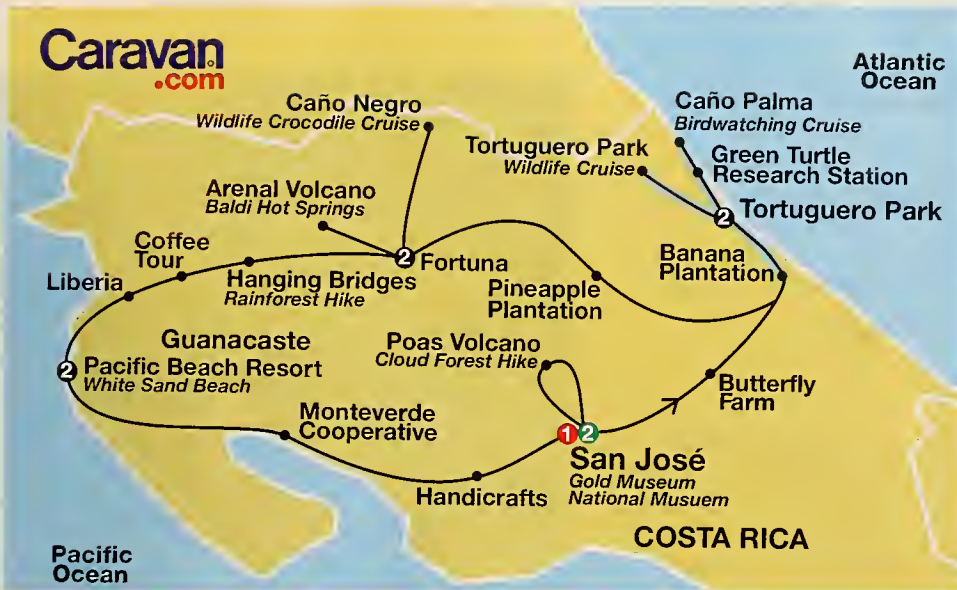 Caravan
.com
Atlantic
Ocean
Caño Negro
Wildlife Crocodile Cruise
Caño Palma
Birdwatching Cruise
Tortuguero Park
Wildlife Cruise
Green Turtle
Research Station
Arenal Volcano
Baldi Hot Springs
2 Tortuguero Park
Coffee
Tour
2 Fortuna
Banana
Plantation
Liberia
Hanging Bridges
Rainforest Hike
Pineapple
Plantation
Guanacaste
Poas Volcano
Cloud Forest Hike
2 Pacific Beach Resort
White Sand Beach
Butterfly
Farm
Monteverde
Cooperative
1 2
San José
Gold Museum
National Musuem
Handicrafts
COSTA RICA
Pacific
Ocean